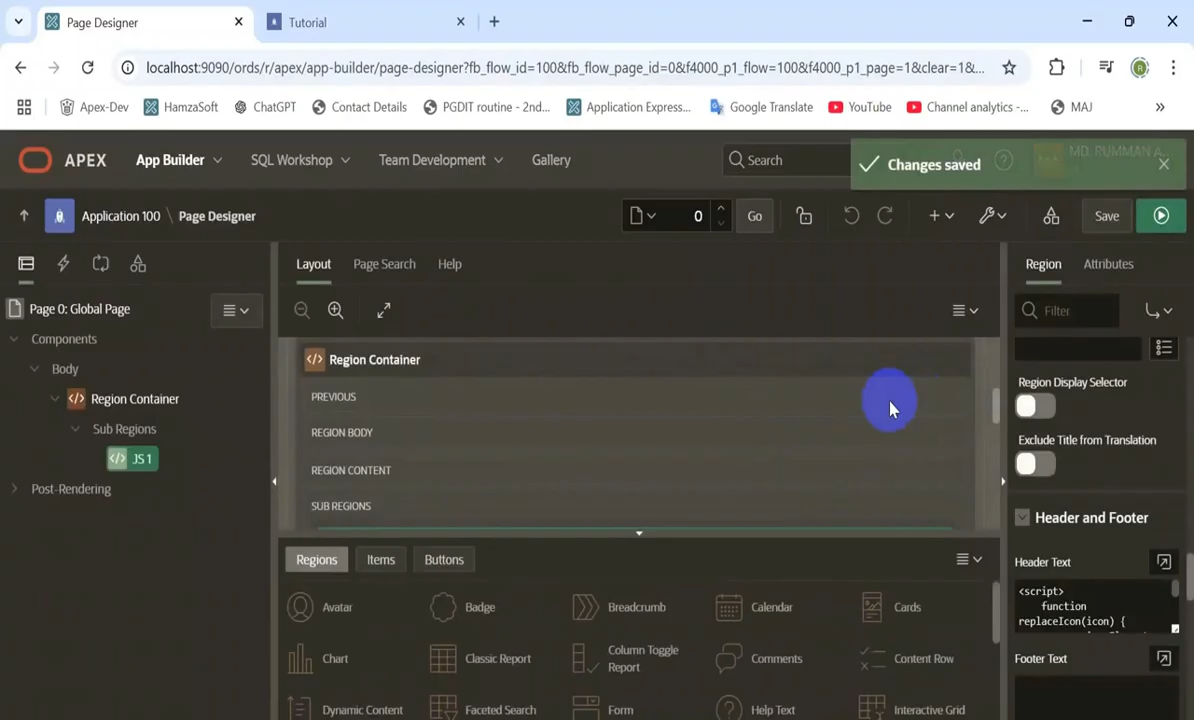 Page Designer
Tutorial
localhost:9090/ords/r/apex/app-builder/page-designer?fb_flow_id=100&fb_flow_page_id=0&f4000_p1_flow=100&f4000_p1_page=1&clear=1&...
Apex-Dev HamzaSoft ChatGPT Contact Details PGDIT routine - 2nd... Application Express... Google Translate YouTube Channel analytics -... MAJ
APEX App Builder SQL Workshop Team Development Gallery Search
Changes saved
MD. RUMMAN A...
Application 100 \ Page Designer
0 Go Save
Layout Page Search Help
Region Attributes
Page 0: Global Page
Filter
Components
Body
Region Container
Sub Regions
JS 1
Post-Rendering
Region Container
PREVIOUS
REGION BODY
REGION CONTENT
SUB REGIONS
Regions Items Buttons
Avatar Badge Breadcrumb Calendar Cards
Chart Classic Report Column Toggle Report Comments Content Row
Dynamic Content Faceted Search Form Help Text Interactive Grid
Region Display Selector
Exclude Title from Translation
Header and Footer
Header Text
<script>
function
replaceIcon(icon) {
Footer Text